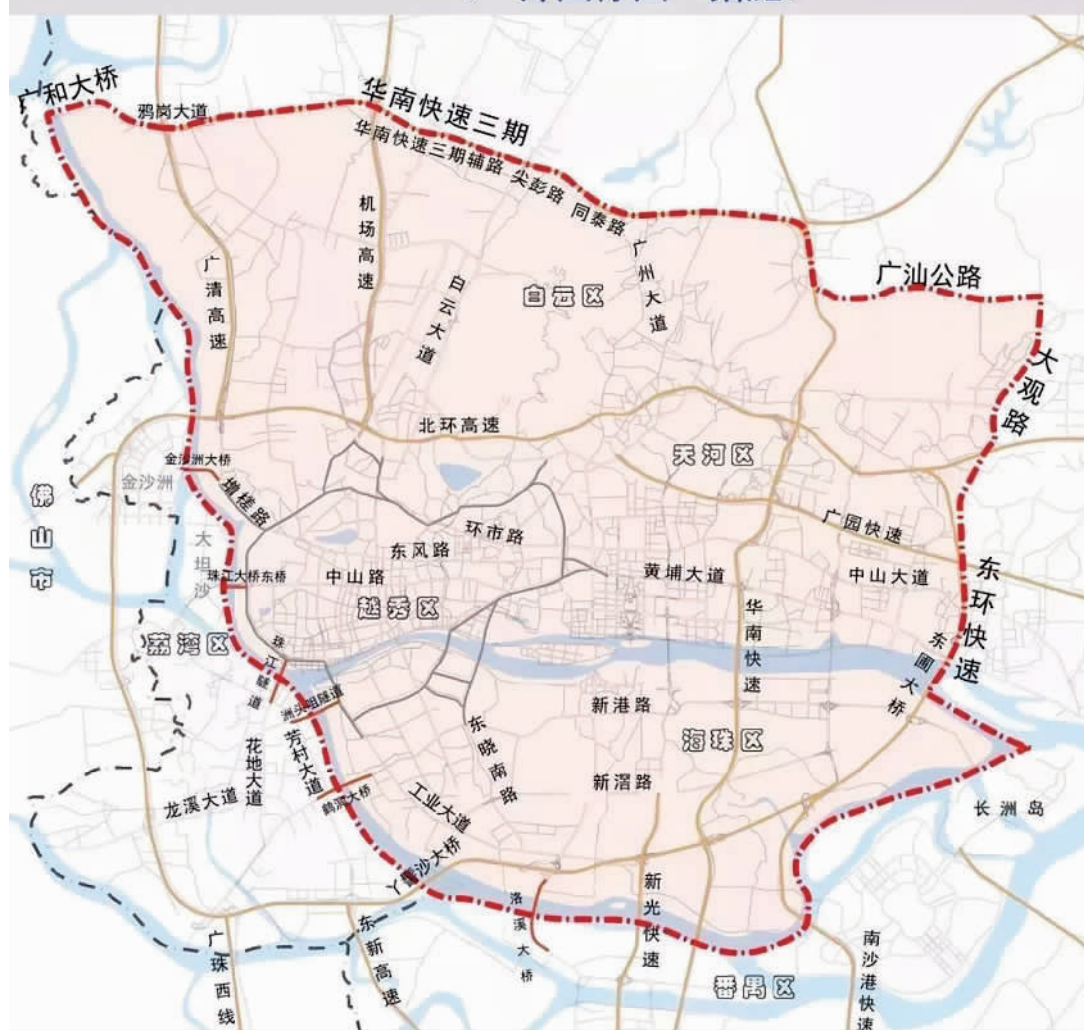 广和大桥
鸦岗大道
华南快速三期
华南快速三期辅路
尖彭路
同泰路
广州大道
机场高速
广清高速
白云大道
白云区
广汕公路
大观路
北环高速
天河区
金沙洲大桥
金沙洲
增槎路
佛山市
大坦沙
环市路
东风路
广园快速
珠江大桥东桥
中山路
黄埔大道
中山大道
越秀区
东环快速
华南快速
荔湾区
珠江隧道
东圃大桥
洲头咀隧道
新港路
海珠区
花地大道
芳村大道
东晓南路
新滘路
龙溪大道
鹤洞大桥
工业大道
长洲岛
丫髻沙大桥
洛溪大桥
新光快速
广珠西线
东新高速
南沙港快速
番禺区